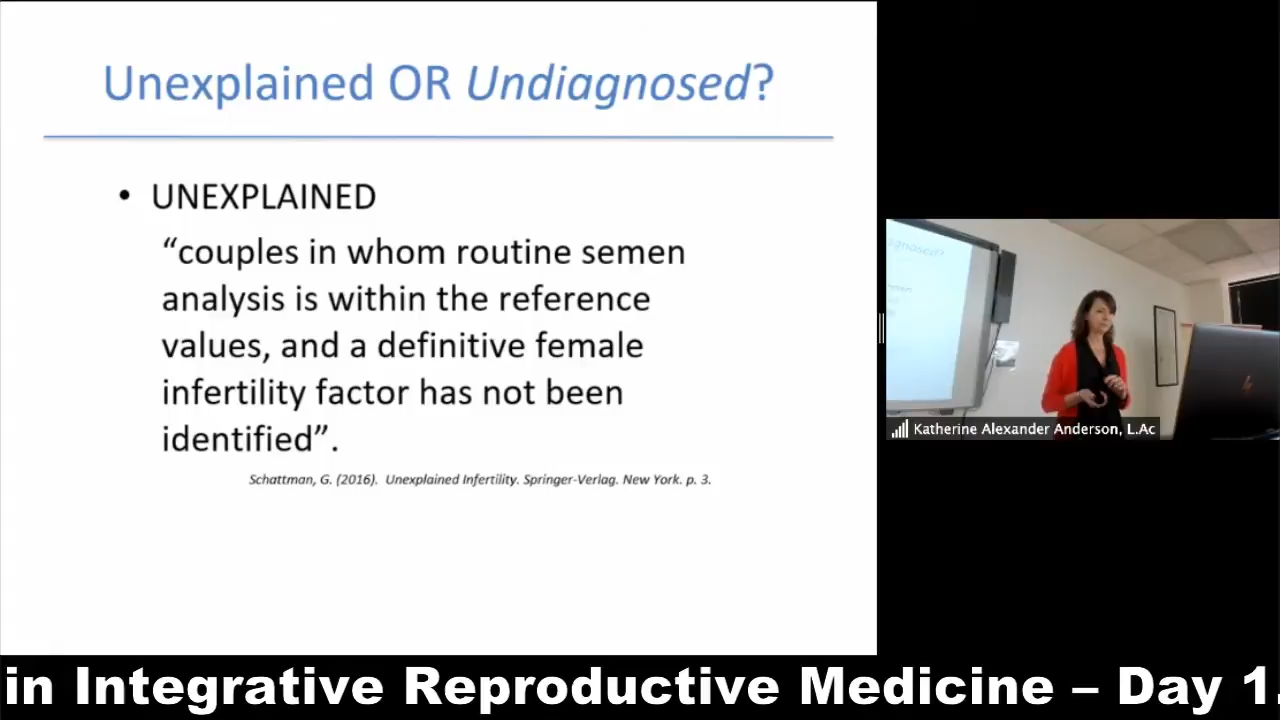 Unexplained OR Undiagnosed?
• UNEXPLAINED
“couples in whom routine semen
analysis is within the reference
values, and a definitive female
infertility factor has not been
identified”.
Schattman, G. (2016). Unexplained Infertility. Springer-Verlag. New York. p. 3.
Katherine Alexander Anderson, L.Ac
in Integrative Reproductive Medicine – Day 1.